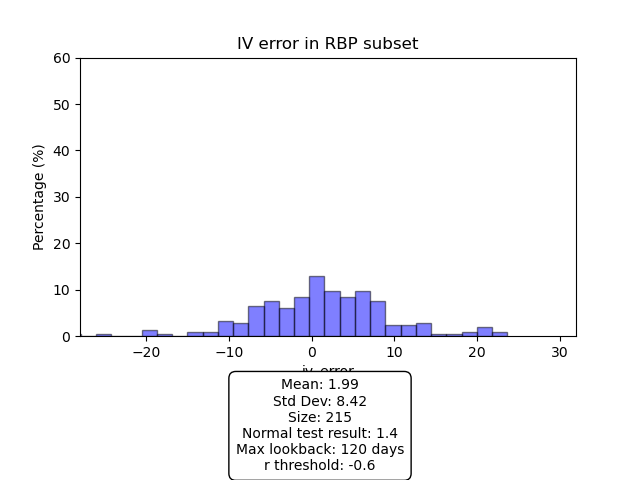 IV error in RBP subset
60
50
40
30
20
10
0
Percentage (%)
−20
−10
0
10
20
30
iv_error
Mean: 1.99
Std Dev: 8.42
Size: 215
Normal test result: 1.4
Max lookback: 120 days
r threshold: -0.6